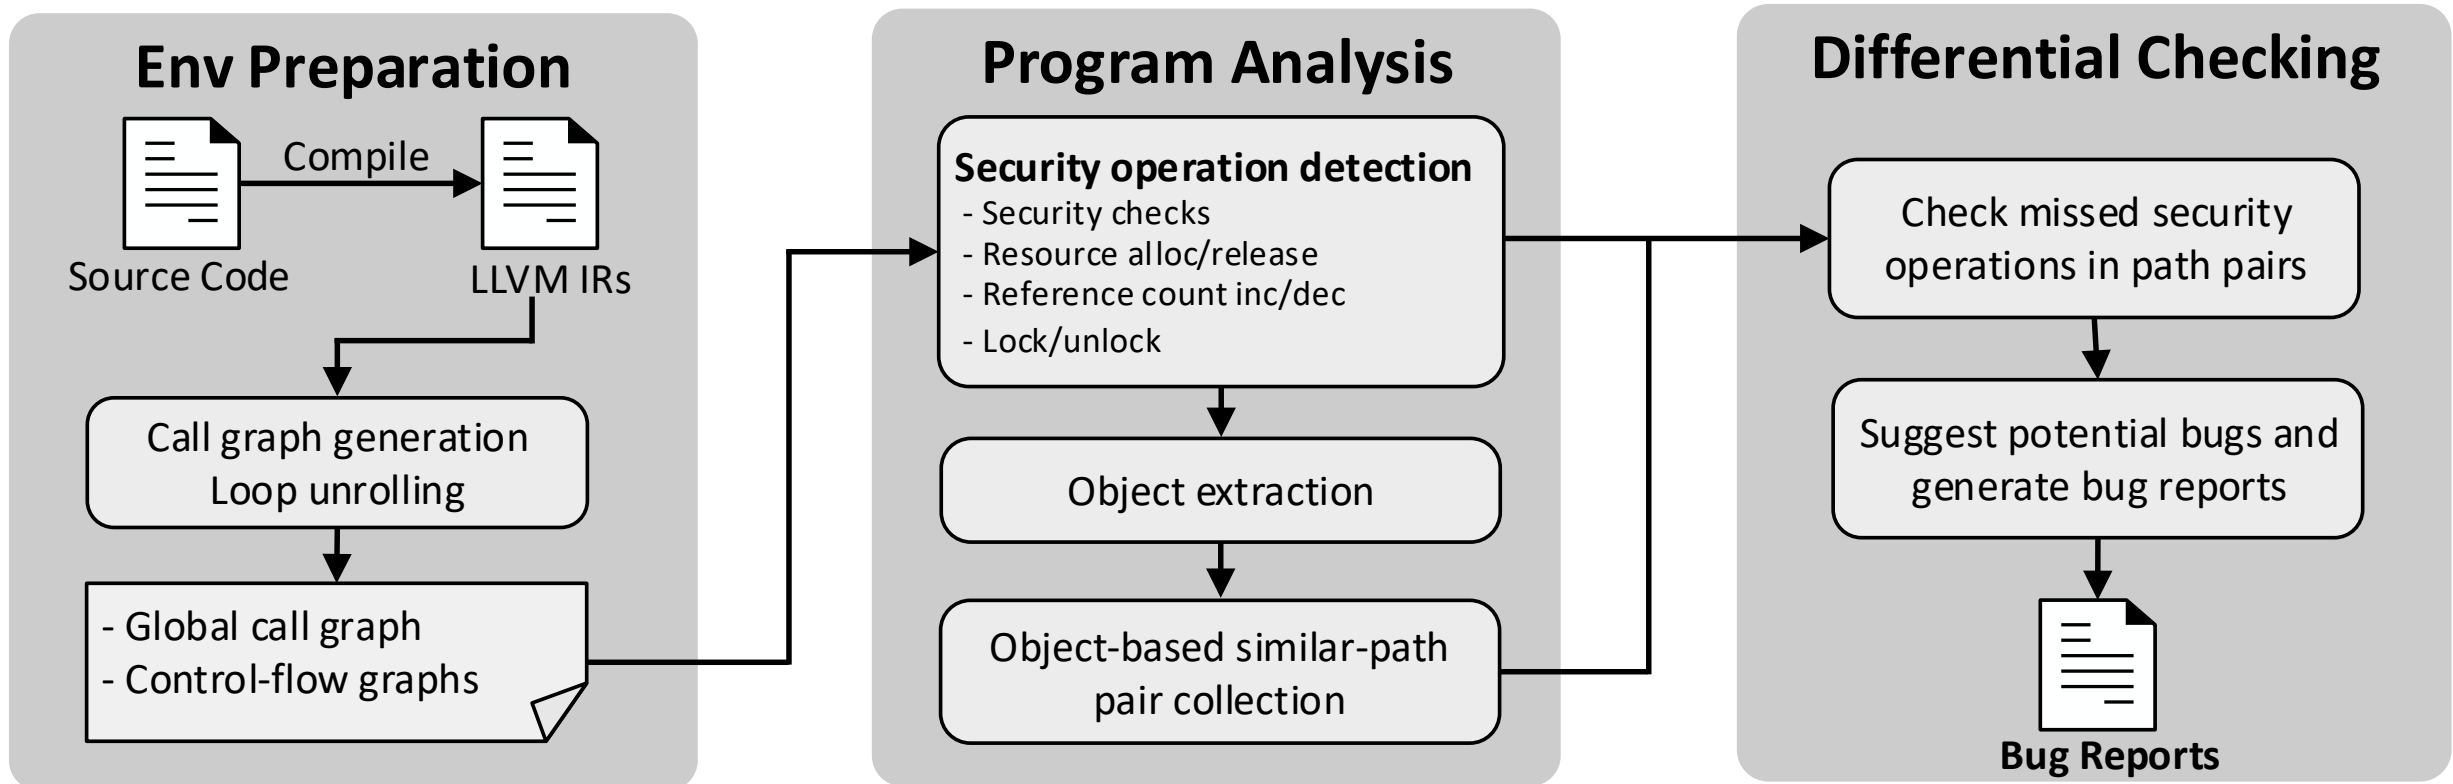 Env Preparation
Compile
Source Code
LLVM IRs
Call graph generation
Loop unrolling
- Global call graph
- Control-flow graphs
Program Analysis
Security operation detection
- Security checks
- Resource alloc/release
- Reference count inc/dec
- Lock/unlock
Object extraction
Object-based similar-path
pair collection
Differential Checking
Check missed security
operations in path pairs
Suggest potential bugs and
generate bug reports
Bug Reports